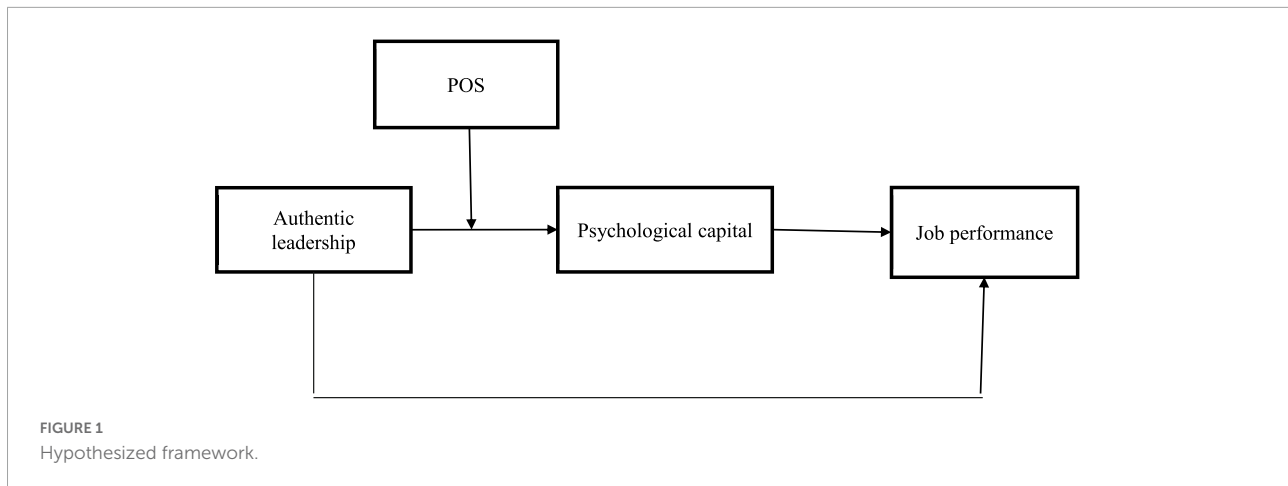 POS
Authentic
leadership
Psychological capital
Job performance
FIGURE 1
Hypothesized framework.